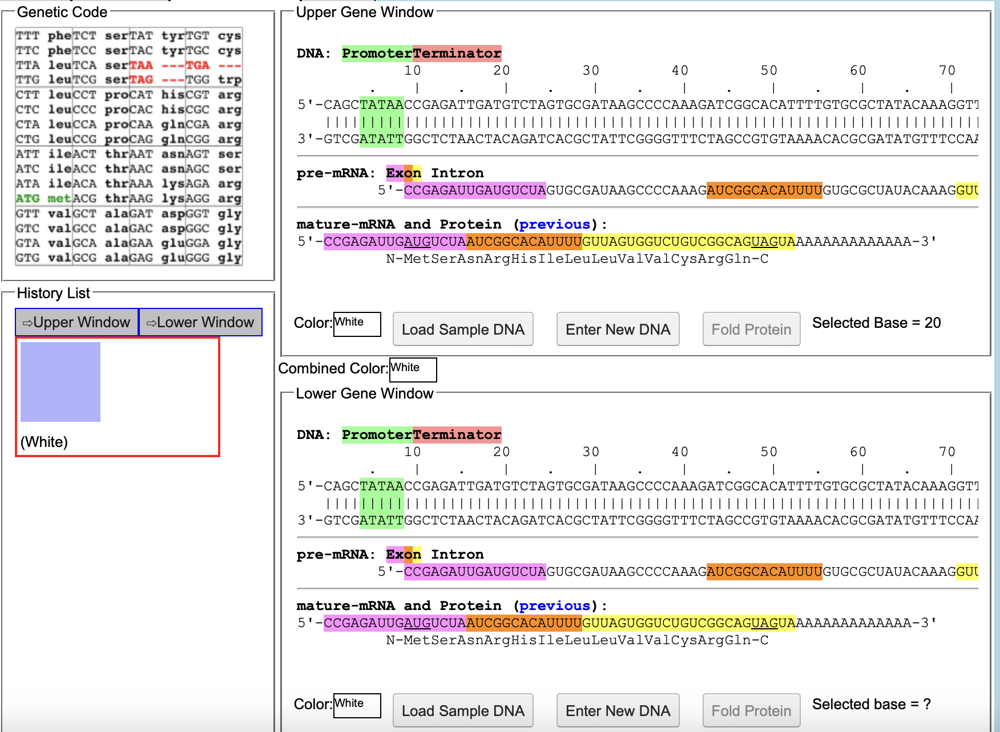 Genetic Code
TTT phe TCT ser TAT tyr TGT cys
TTC phe TCC ser TAC tyr TGC cys
TTA leu TCA ser TAA --- TGA ---
TTG leu TCG ser TAG --- TGG trp
CTT leu CCT pro CAT his CGT arg
CTC leu CCC pro CAC his CGC arg
CTA leu CCA pro CAA gln CGA arg
CTG leu CCG pro CAG gln CGG arg
ATT ile ACT thr AAT asn AGT ser
ATC ile ACC thr AAC asn AGC ser
ATA ile ACA thr AAA lys AGA arg
ATG met ACG thr AAG lys AGG arg
GTT val GCT ala GAT asp GGT gly
GTC val GCC ala GAC asp GGC gly
GTA val GCA ala GAA glu GGA gly
GTG val GCG ala GAG glu GGG gly
History List
⇨Upper Window ⇨Lower Window
(White)
Upper Gene Window
DNA: PromoterTerminator
10 20 30 40 50 60 70
5'-CAGCTATAACCGAGATTGATGTCTAGTGCGATAAGCCCCAAAGATCGGCACATTTTGTGCGCTATACAAAGGTT
3'-GTCGATATTGGCTCTAACTACAGATCACGCTATTCGGGGTTTCTAGCCGTGTAAAACACGCGATATGTTTCCAA
pre-mRNA: Exon Intron
5'-CCGAGAUUGAUGUCUAGUGCGAUAAGCCCCAAAGAUCGGCACAUUUUGUGCGCUAUACAAAGGUU
mature-mRNA and Protein (previous):
5'-CCGAGAUUGAUGUCUAAUCGGCACAUUUUGUUAGUGGUCUGUCGGCAGUAGUAAAAAAAAAAAAAA-3'
N-MetSerAsnArgHisIleLeuLeuValValCysArgGln-C
Color: White Load Sample DNA Enter New DNA Fold Protein Selected Base = 20
Combined Color: White
Lower Gene Window
DNA: PromoterTerminator
10 20 30 40 50 60 70
5'-CAGCTATAACCGAGATTGATGTCTAGTGCGATAAGCCCCAAAGATCGGCACATTTTGTGCGCTATACAAAGGTT
3'-GTCGATATTGGCTCTAACTACAGATCACGCTATTCGGGGTTTCTAGCCGTGTAAAACACGCGATATGTTTCCAA
pre-mRNA: Exon Intron
5'-CCGAGAUUGAUGUCUAGUGCGAUAAGCCCCAAAGAUCGGCACAUUUUGUGCGCUAUACAAAGGUU
mature-mRNA and Protein (previous):
5'-CCGAGAUUGAUGUCUAAUCGGCACAUUUUGUUAGUGGUCUGUCGGCAGUAGUAAAAAAAAAAAAAA-3'
N-MetSerAsnArgHisIleLeuLeuValValCysArgGln-C
Color: White Load Sample DNA Enter New DNA Fold Protein Selected base = ?